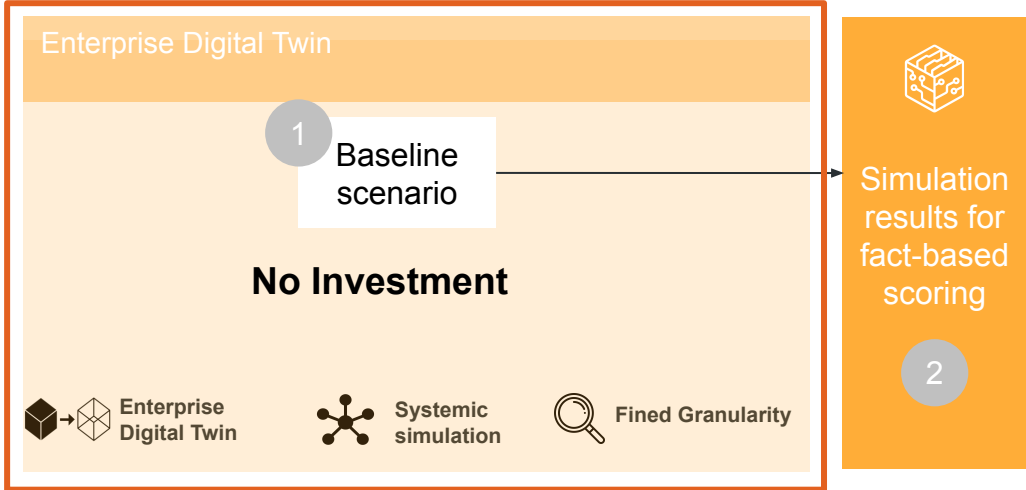 Enterprise Digital Twin
1
Baseline
scenario
No Investment
Enterprise
Digital Twin
Systemic
simulation
Fined Granularity
Simulation
results for
fact-based
scoring
2